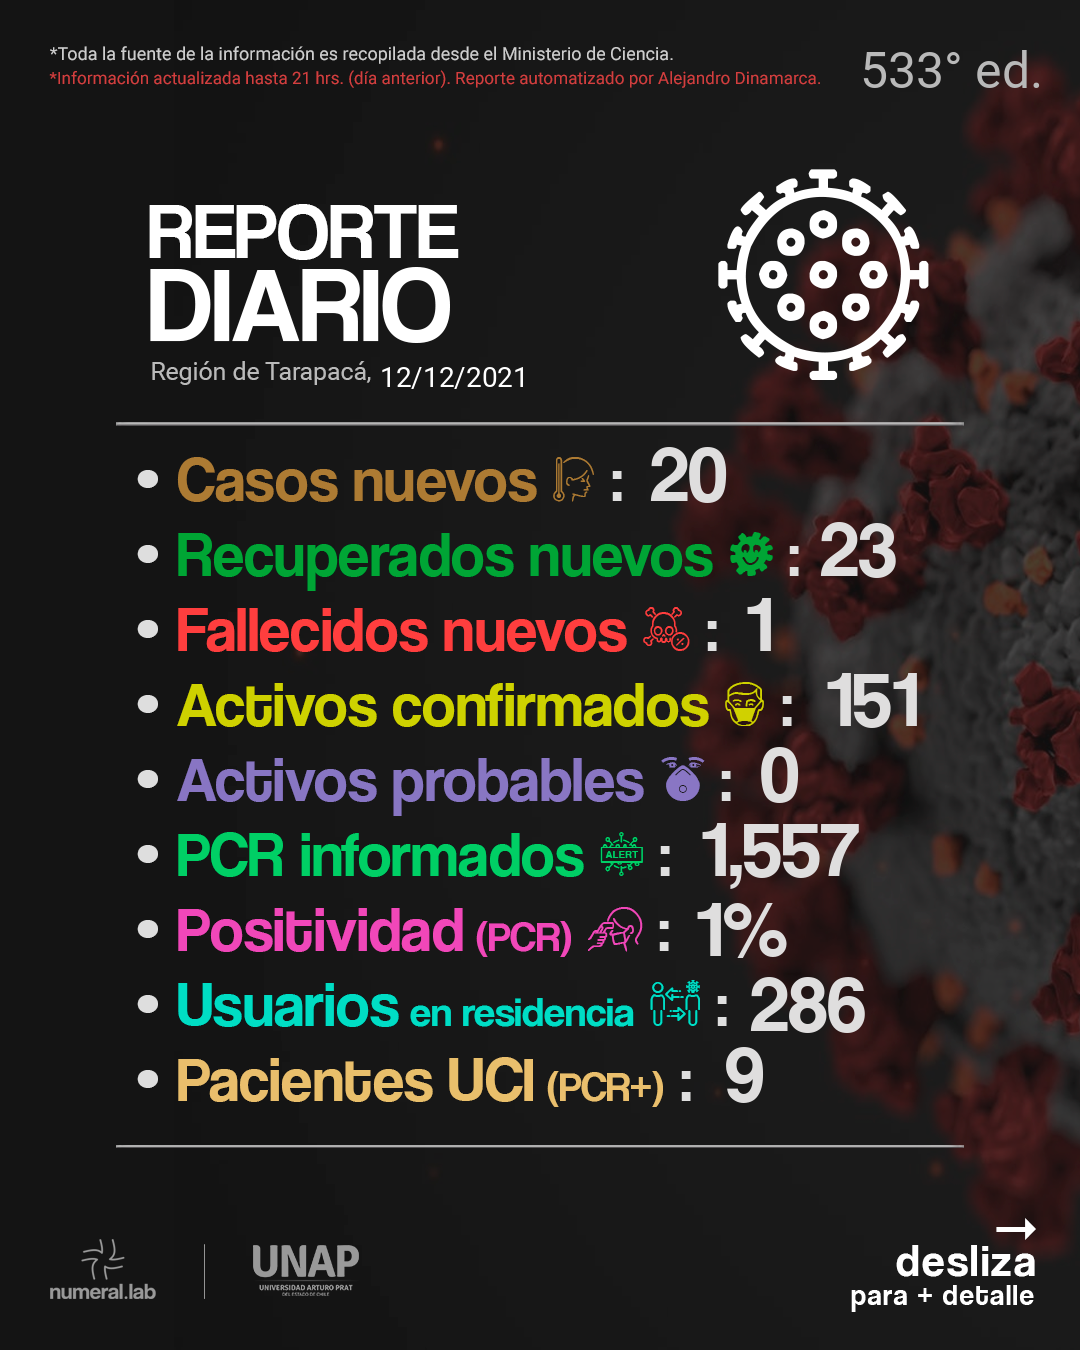 *Toda la fuente de la información es recopilada desde el Ministerio de Ciencia.
*Información actualizada hasta 21 hrs. (día anterior). Reporte automatizado por Alejandro Dinamarca.
533° ed.
REPORTE
DIARIO
Región de Tarapacá, 12/12/2021
• Casos nuevos : 20
• Recuperados nuevos : 23
• Fallecidos nuevos : 1
• Activos confirmados : 151
• Activos probables : 0
• PCR informados ALERT : 1,557
• Positividad (PCR) : 1%
• Usuarios en residencia : 286
• Pacientes UCI (PCR+) : 9
numeral.lab
UNAP
UNIVERSIDAD ARTURO PRAT
DEL ESTADO DE CHILE
desliza
para + detalle